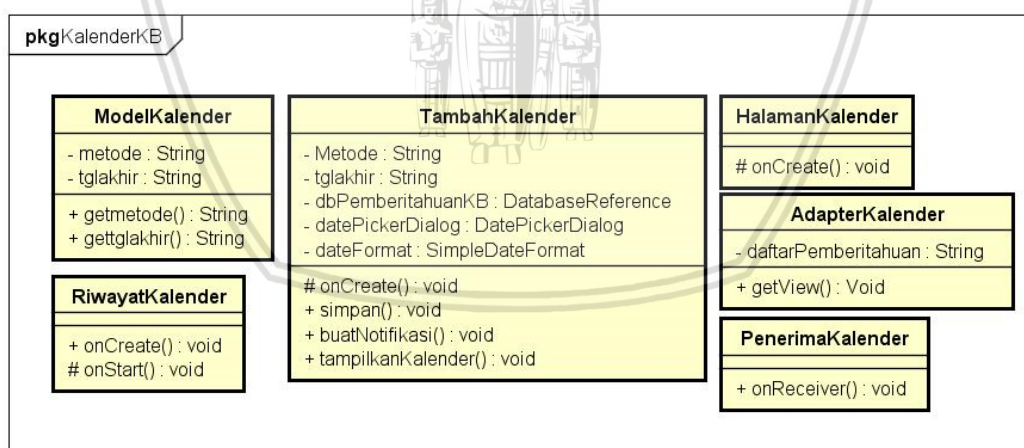 pkg KalenderKB
ModelKalender
- metode : String
- tglakhir : String
+ getmetode() : String
+ gettglakhir() : String
RiwayatKalender
+ onCreate() : void
# onStart() : void
TambahKalender
- Metode : String
- tglakhir : String
- dbPemberitahuanKB : DatabaseReference
- datePickerDialog : DatePickerDialog
- dateFormat : SimpleDateFormat
# onCreate() : void
+ simpan() : void
+ buatNotifikasi() : void
+ tampilkanKalender() : void
HalamanKalender
# onCreate() : void
AdapterKalender
- daftarPemberitahuan : String
+ getView() : Void
PenerimaKalender
+ onReceiver() : void